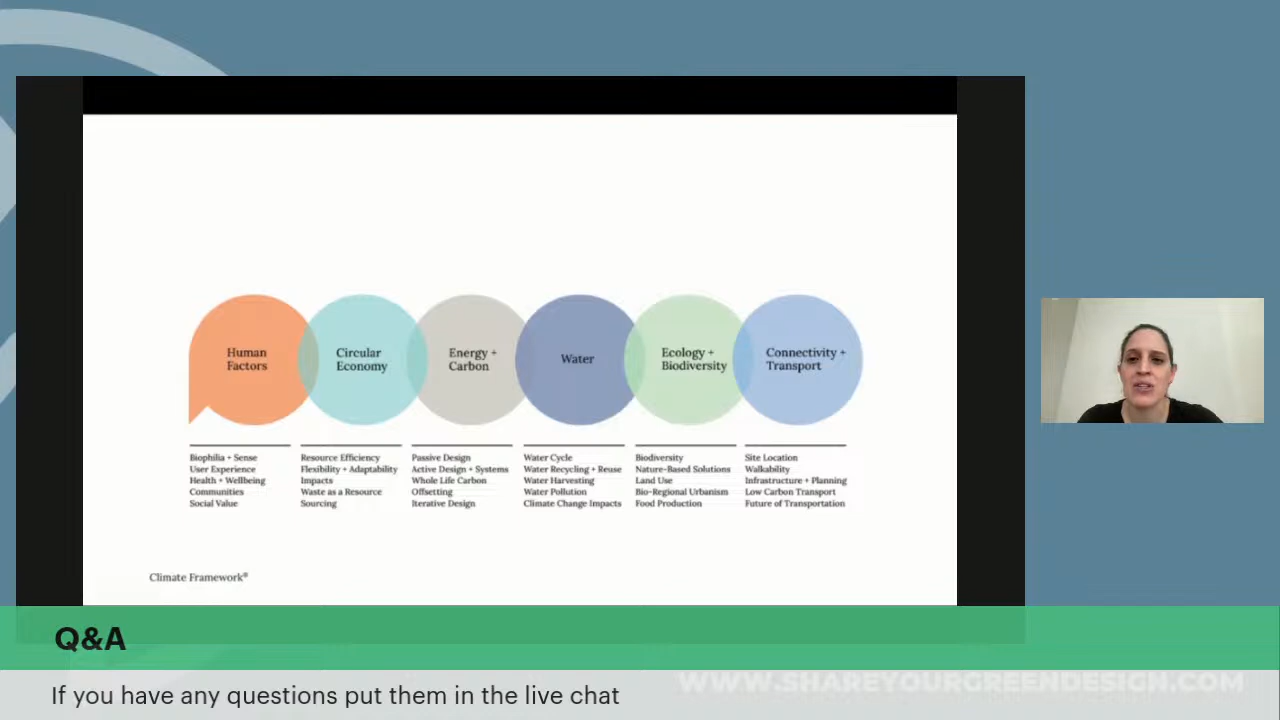 Human
Factors
Circular
Economy
Energy +
Carbon
Water
Ecology +
Biodiversity
Connectivity +
Transport
Biophilia + Sense
User Experience
Health + Wellbeing
Communities
Social Value
Resource Efficiency
Flexibility + Adaptability
Impacts
Waste as a Resource
Sourcing
Passive Design
Active Design + Systems
Whole Life Carbon
Offsetting
Iterative Design
Water Cycle
Water Recycling + Reuse
Water Harvesting
Water Pollution
Climate Change Impacts
Biodiversity
Nature-Based Solutions
Land Use
Bio-Regional Urbanism
Food Production
Site Location
Walkability
Infrastructure + Planning
Low Carbon Transport
Future of Transportation
Climate Framework®
Q&A
If you have any questions put them in the live chat
WWW.SHAREYOURGREENDESIGN.COM